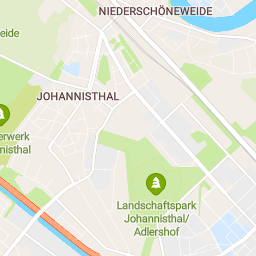 NIEDERSCHÖNEWEIDE
eide
JOHANNISTHAL
erwerk
nnisthal
Landschaftspark
Johannisthal/
Adlershof